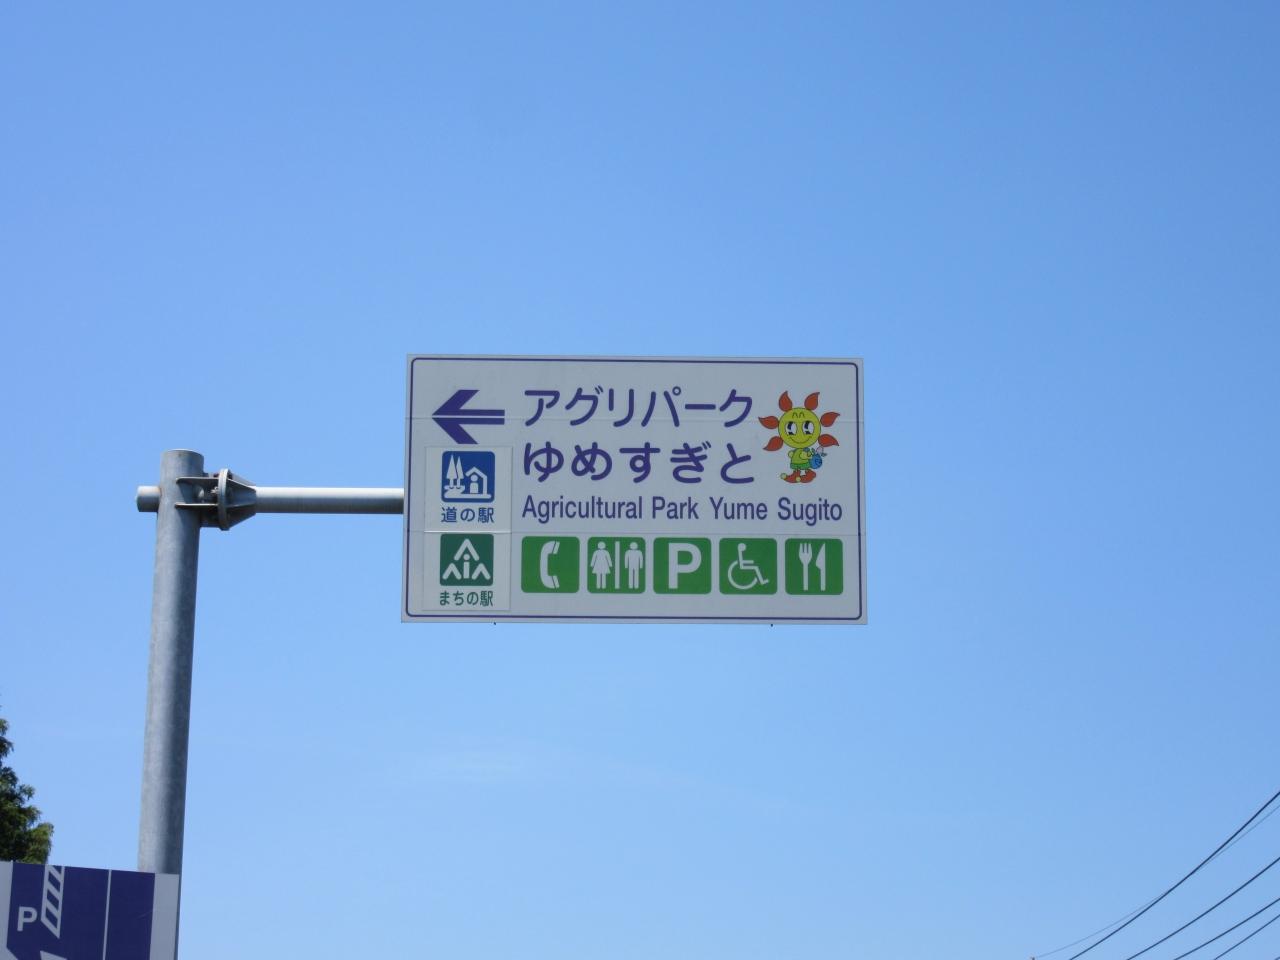 アグリパーク
ゆめすぎと
Agricultural Park Yume Sugito
道の駅
まちの駅
P
P